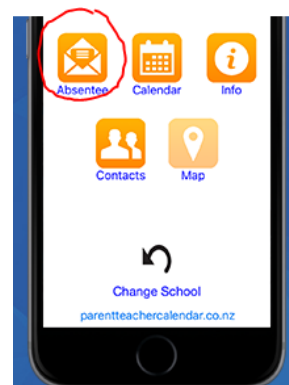 Absentee Calendar Info
Contacts Map
Change School
parentteachercalendar.co.nz